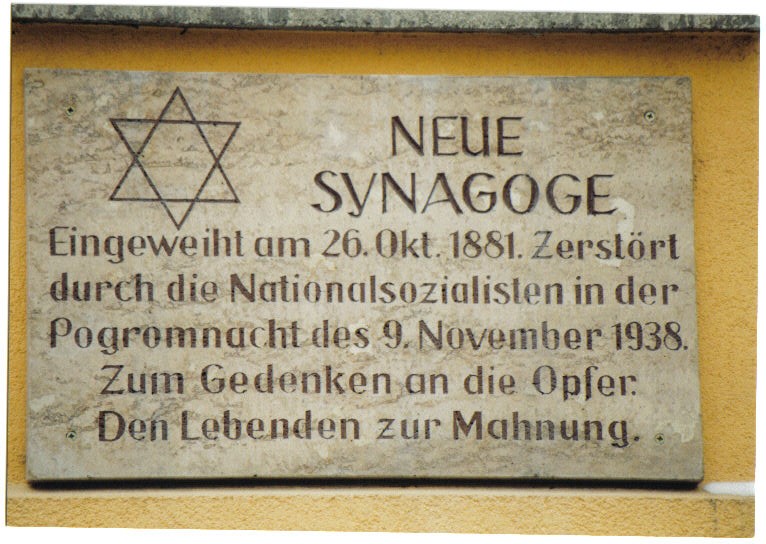 NEUE
SYNAGOGE
Eingeweiht am 26. Okt. 1881. Zerstört
durch die Nationalsozialisten in der
Pogromnacht des 9. November 1938.
Zum Gedenken an die Opfer.
Den Lebenden zur Mahnung.